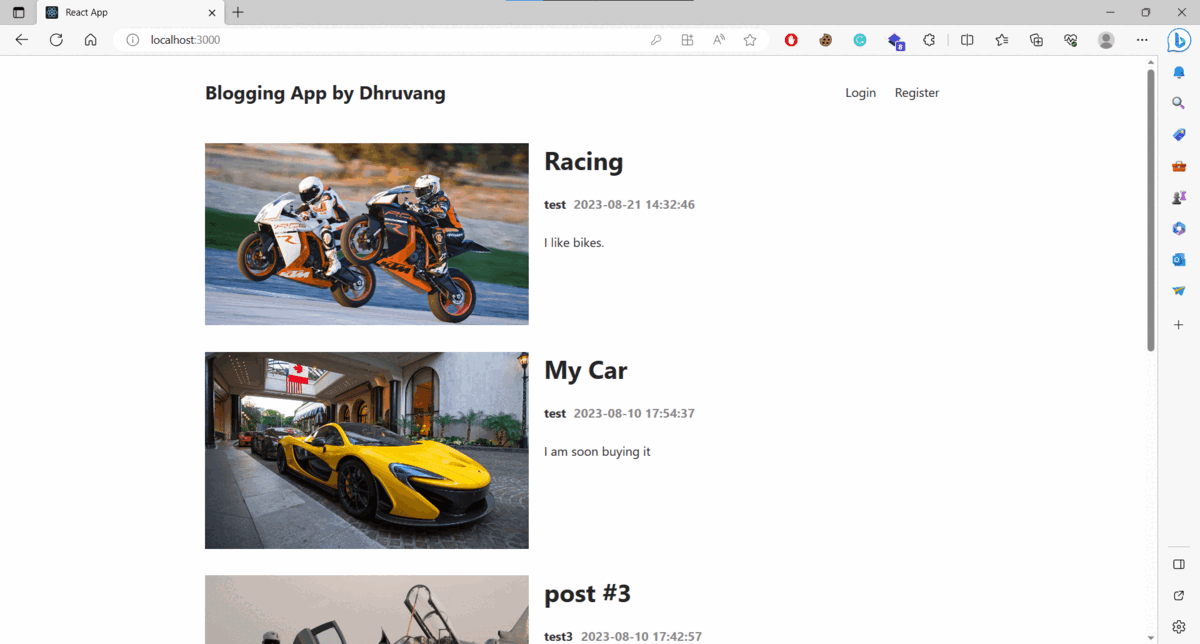 React App
localhost:3000
8
Blogging App by Dhruvang
Login Register
Racing
test 2023-08-21 14:32:46
I like bikes.
KTM
R
My Car
test 2023-08-10 17:54:37
I am soon buying it
post #3
test3 2023-08-10 17:42:57